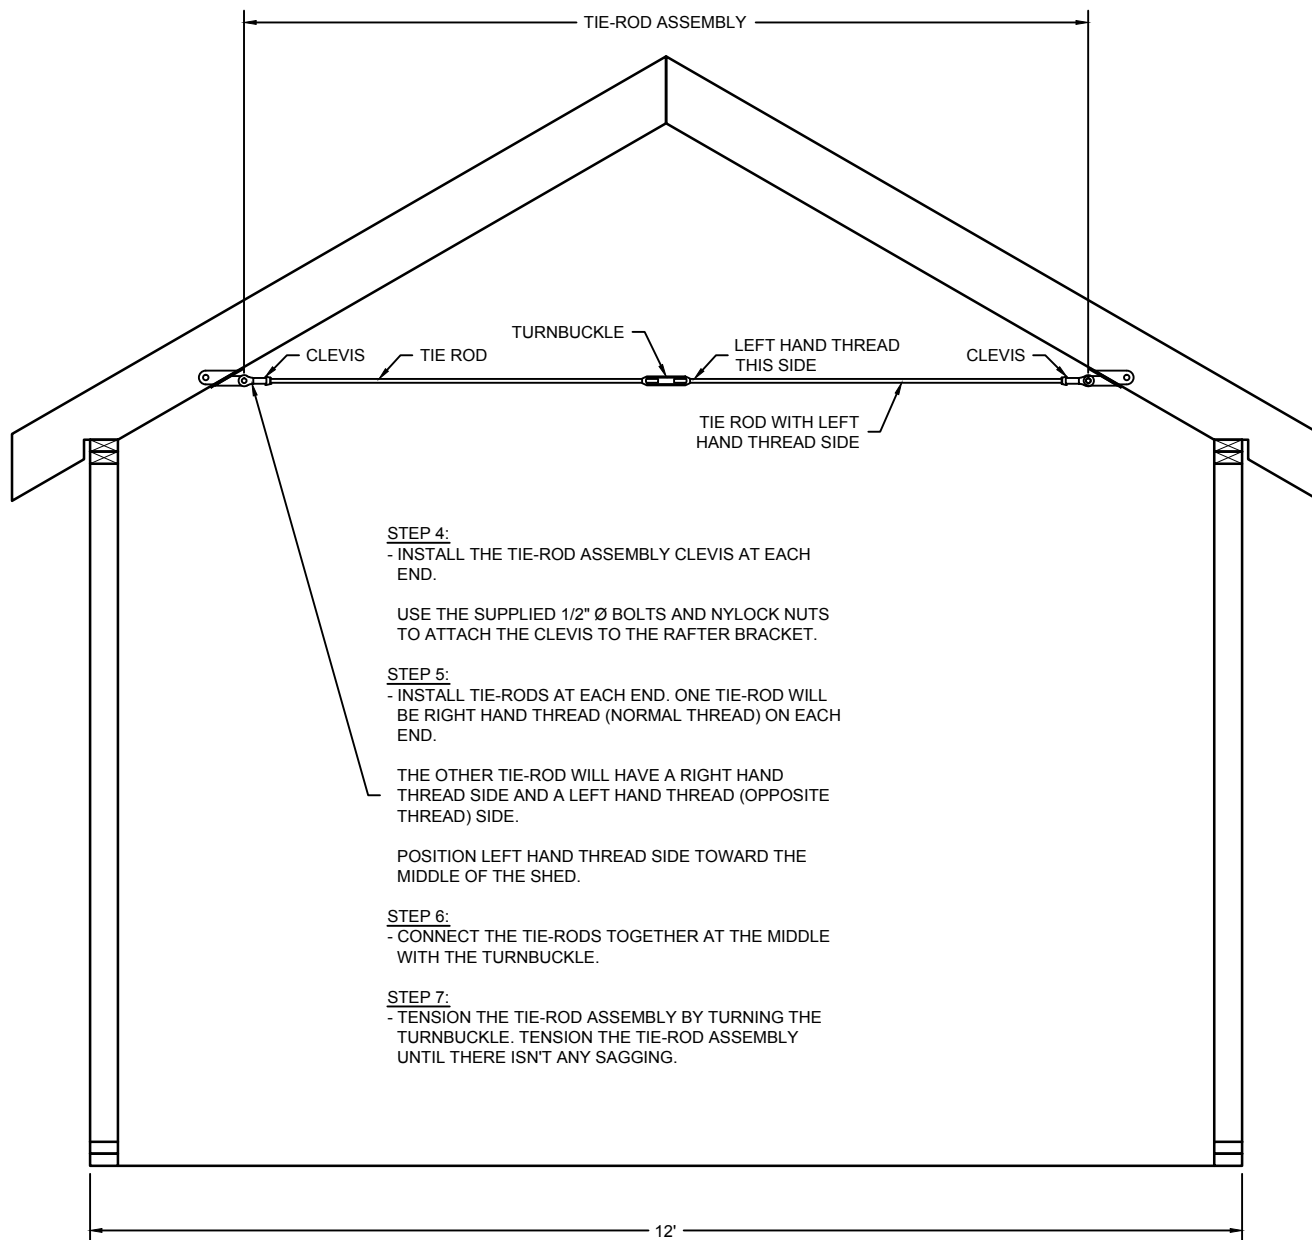 TIE-ROD ASSEMBLY
TURNBUCKLE
LEFT HAND THREAD
THIS SIDE
CLEVIS
TIE ROD
CLEVIS
TIE ROD WITH LEFT
HAND THREAD SIDE
STEP 4:
- INSTALL THE TIE-ROD ASSEMBLY CLEVIS AT EACH
END.
USE THE SUPPLIED 1/2" Ø BOLTS AND NYLOCK NUTS
TO ATTACH THE CLEVIS TO THE RAFTER BRACKET.
STEP 5:
- INSTALL TIE-RODS AT EACH END. ONE TIE-ROD WILL
BE RIGHT HAND THREAD (NORMAL THREAD) ON EACH
END.
THE OTHER TIE-ROD WILL HAVE A RIGHT HAND
THREAD SIDE AND A LEFT HAND THREAD (OPPOSITE
THREAD) SIDE.
POSITION LEFT HAND THREAD SIDE TOWARD THE
MIDDLE OF THE SHED.
STEP 6:
- CONNECT THE TIE-RODS TOGETHER AT THE MIDDLE
WITH THE TURNBUCKLE.
STEP 7:
- TENSION THE TIE-ROD ASSEMBLY BY TURNING THE
TURNBUCKLE. TENSION THE TIE-ROD ASSEMBLY
UNTIL THERE ISN'T ANY SAGGING.
12'